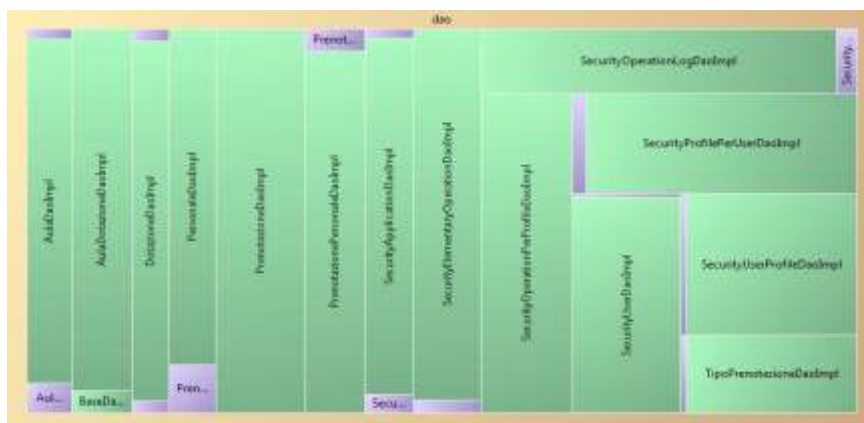 dao
AulaDaoImpl
Aul...
AulaDotazioneDaoImpl
BaseDa...
DotazioneDaoImpl
PersonaleDaoImpl
Pren...
PrenotazioneDaoImpl
Prenot...
PrenotazionePersonaleDaoImpl
SecurityApplicationDaoImpl
Secu...
SecurityElementaryOperationDaoImpl
SecurityOperationLogDaoImpl
Security...
SecurityOperationPerProfileDaoImpl
SecurityProfilePerUserDaoImpl
SecurityUserDaoImpl
SecurityUserProfileDaoImpl
TipoPrenotazioneDaoImpl